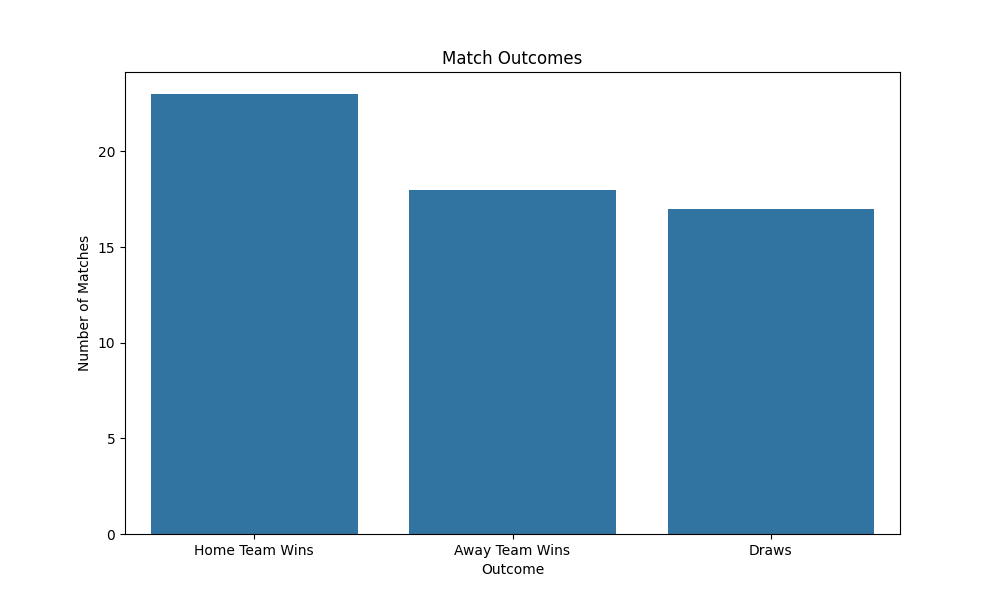 Match Outcomes
20
15
10
5
0
Number of Matches
Home Team Wins
Away Team Wins
Draws
Outcome